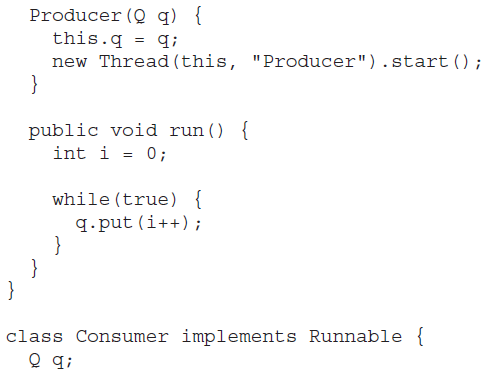 Producer(Q q) {
    this.q = q;
    new Thread(this, "Producer").start();
  }

  public void run() {
    int i = 0;

    while(true) {
      q.put(i++);
    }
  }
}

class Consumer implements Runnable {
  Q q;